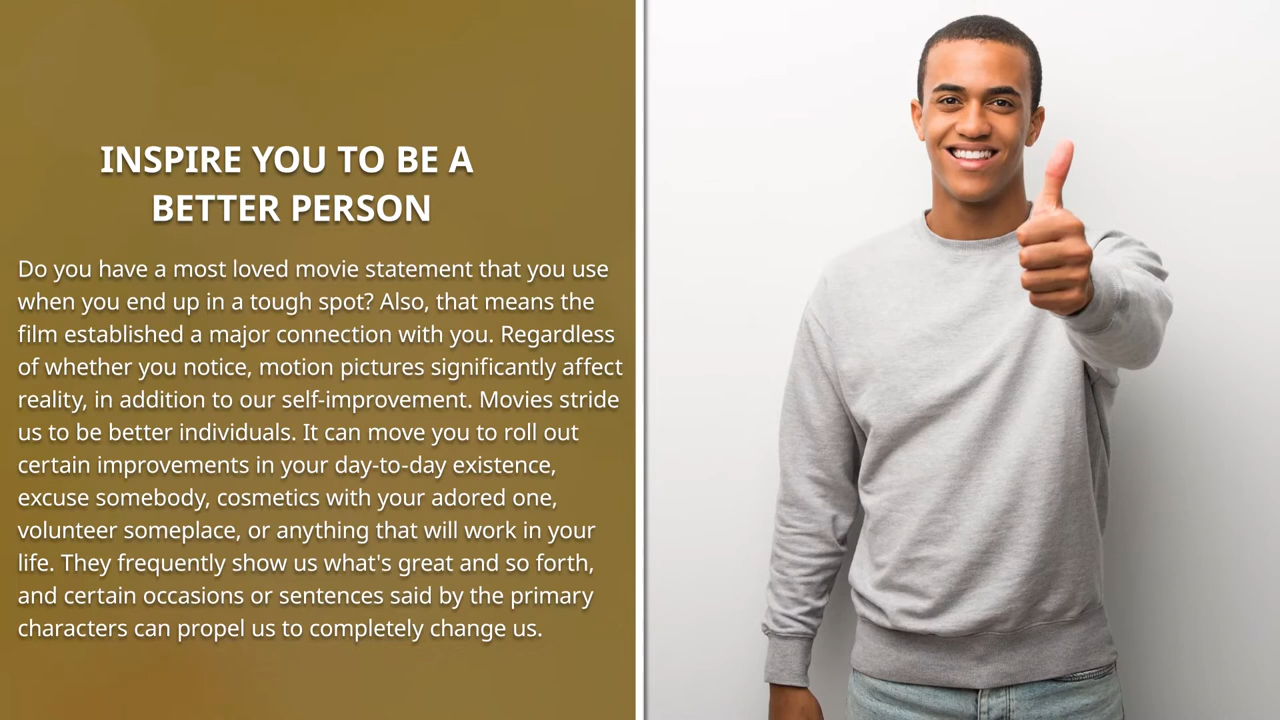 INSPIRE YOU TO BE A
BETTER PERSON
Do you have a most loved movie statement that you use
when you end up in a tough spot? Also, that means the
film established a major connection with you. Regardless
of whether you notice, motion pictures significantly affect
reality, in addition to our self-improvement. Movies stride
us to be better individuals. It can move you to roll out
certain improvements in your day-to-day existence,
excuse somebody, cosmetics with your adored one,
volunteer someplace, or anything that will work in your
life. They frequently show us what's great and so forth,
and certain occasions or sentences said by the primary
characters can propel us to completely change us.